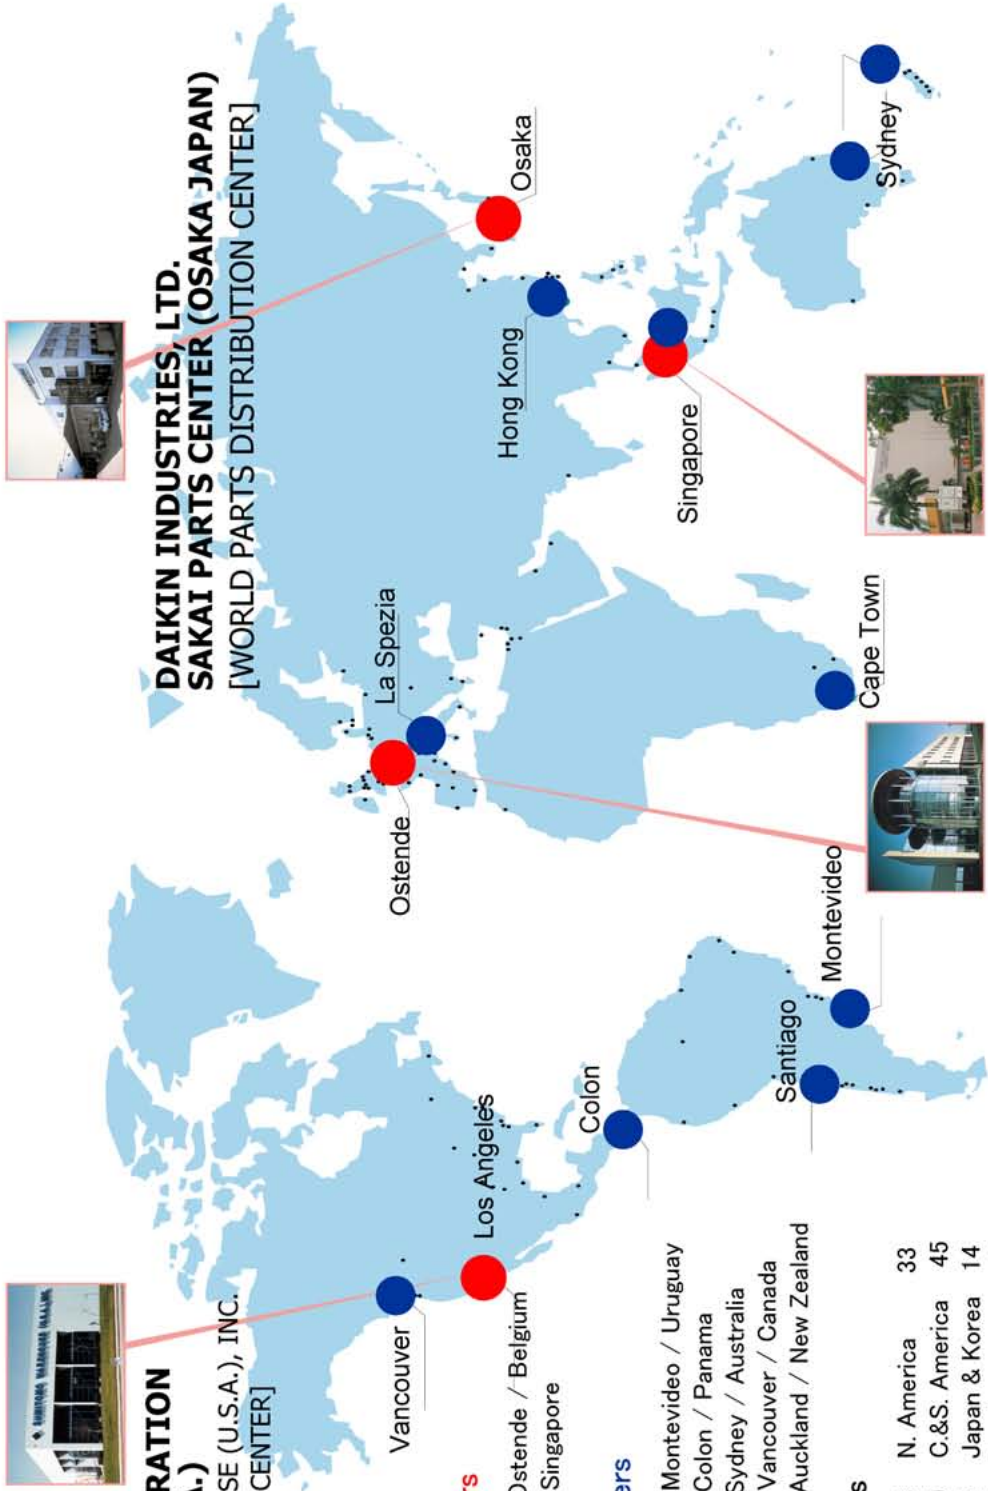 DAIKIN INDUSTRIES, LTD.
SAKAI PARTS CENTER (OSAKA JAPAN)
[WORLD PARTS DISTRIBUTION CENTER]
RATION
.)
SE (U.S.A.), INC.
CENTER]
Vancouver
Los Angeles
Colon
Santiago
Montevideo
Ostende
La Spezia
Cape Town
Hong Kong
Singapore
Osaka
Sydney
rs
Ostende / Belgium
Singapore
ers
Montevideo / Uruguay
Colon / Panama
Sydney / Australia
Vancouver / Canada
Auckland / New Zealand
s
N. America 33
C.&S. America 45
Japan & Korea 14